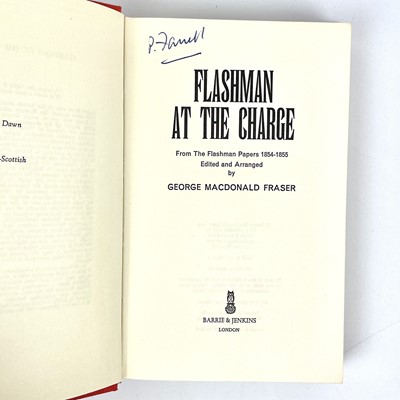 Dawn
-Scottish
P. Farrell
FLASHMAN
AT THE CHARGE
From The Flashman Papers 1854-1855
Edited and Arranged
by
GEORGE MACDONALD FRASER
BARRIE & JENKINS
LONDON